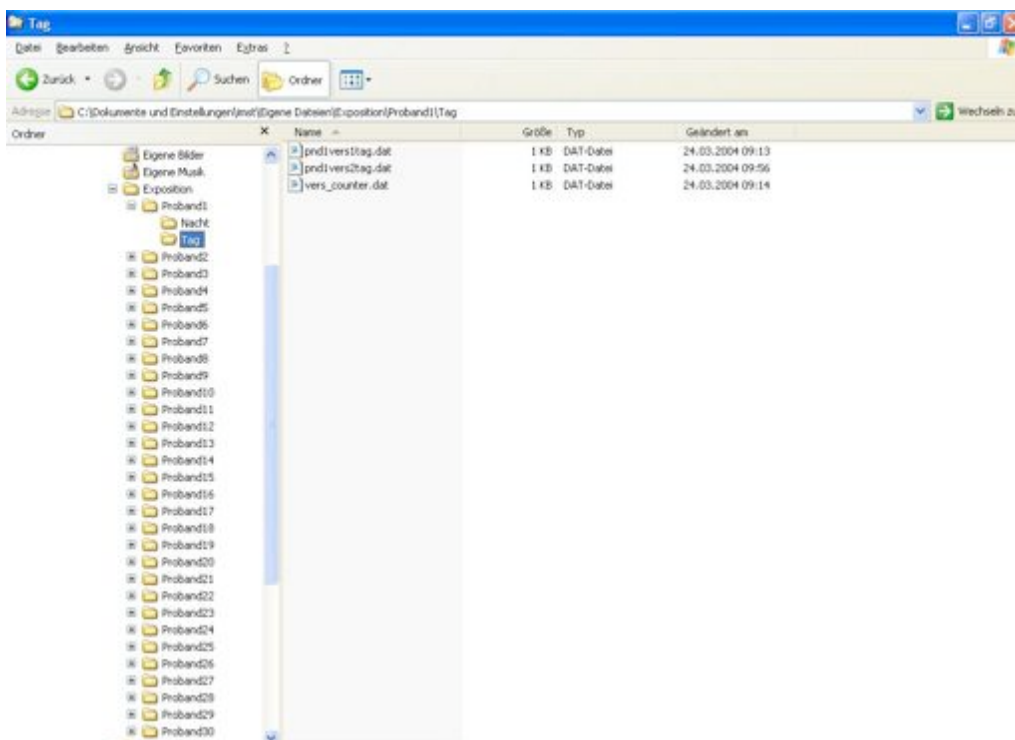 Tag
Datei Bearbeiten Ansicht Favoriten Extras ?
Zurück Suchen Ordner
Adresse C:\Dokumente und Einstellungen\mst\Eigene Dateien\Exposition\Proband1\Tag Wechseln zu
Ordner Name Größe Typ Geändert am
Eigene Bilder pnd1vers1tag.dat 1 KB DAT-Datei 24.03.2004 09:13
Eigene Musik pnd1vers2tag.dat 1 KB DAT-Datei 24.03.2004 09:56
Exposition vers_counter.dat 1 KB DAT-Datei 24.03.2004 09:14
Proband1
Nacht
Tag
Proband2
Proband3
Proband4
Proband5
Proband6
Proband7
Proband8
Proband9
Proband10
Proband11
Proband12
Proband13
Proband14
Proband15
Proband16
Proband17
Proband18
Proband19
Proband20
Proband21
Proband22
Proband23
Proband24
Proband25
Proband26
Proband27
Proband28
Proband29
Proband30